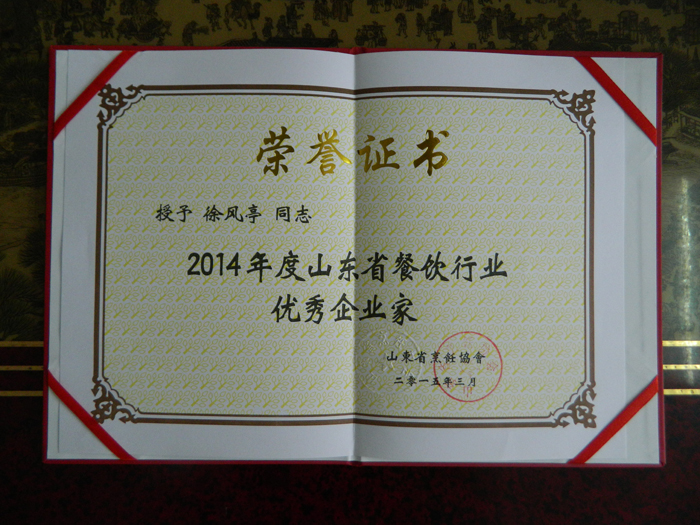 荣誉证书
授予 徐风亭 同志
2014年度山东省餐饮行业
优秀企业家
山東省烹飪協會
二零一五年三月